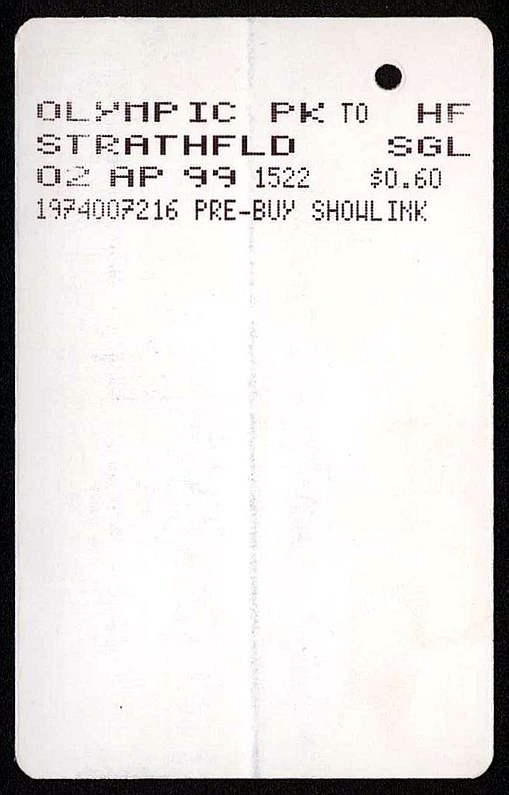 OLYMPIC PK TO HF
STRATHFLD SGL
02 AP 99 1522 $0.60
1974007216 PRE-BUY SHOWLINK